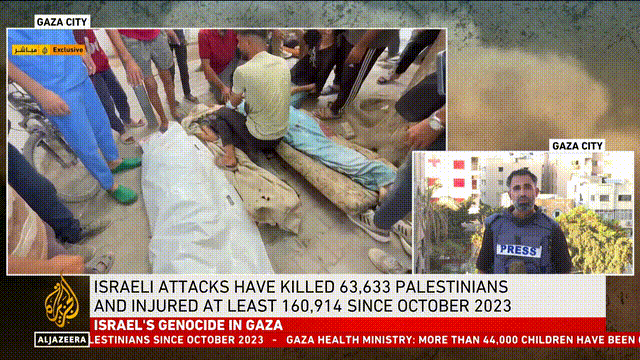 GAZA CITY
مباشر Exclusive
GAZA CITY
PRESS
ISRAELI ATTACKS HAVE KILLED 63,633 PALESTINIANS
AND INJURED AT LEAST 160,914 SINCE OCTOBER 2023
ISRAEL'S GENOCIDE IN GAZA
ALJAZEERA
LESTINIANS SINCE OCTOBER 2023 - GAZA HEALTH MINISTRY: MORE THAN 44,000 CHILDREN HAVE BEEN